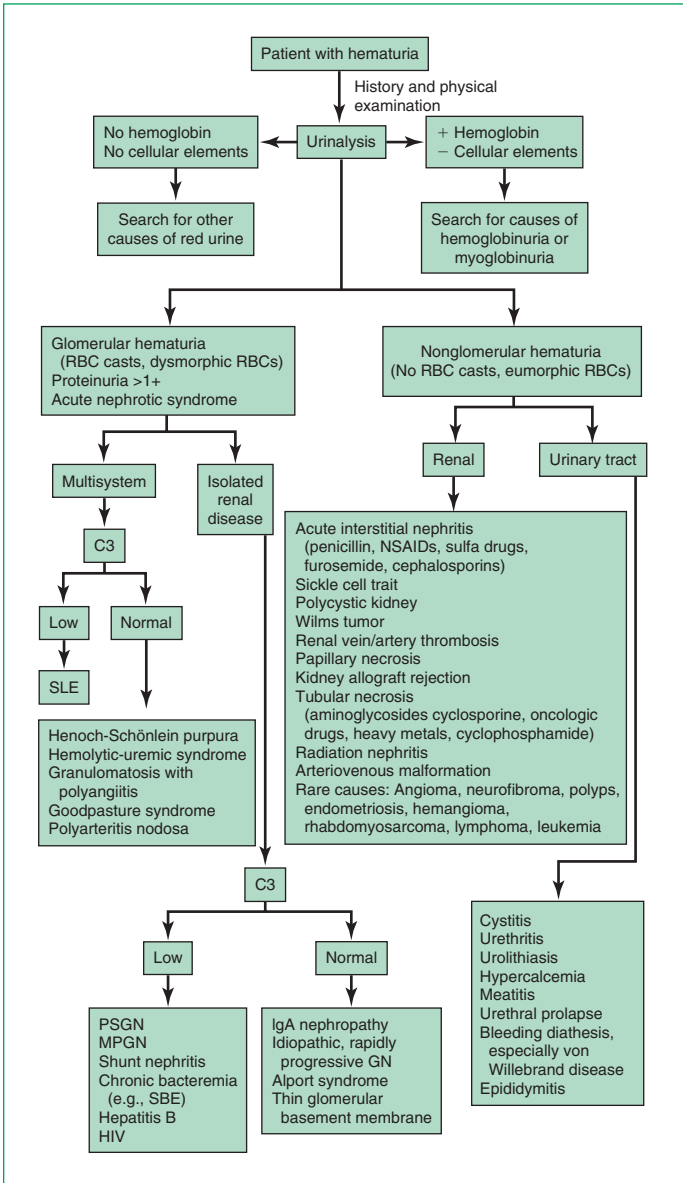 Patient with hematuria
History and physical
examination
No hemoglobin
No cellular elements
Urinalysis
+ Hemoglobin
− Cellular elements
Search for other
causes of red urine
Search for causes of
hemoglobinuria or
myoglobinuria
Glomerular hematuria
(RBC casts, dysmorphic RBCs)
Proteinuria >1+
Acute nephrotic syndrome
Nonglomerular hematuria
(No RBC casts, eumorphic RBCs)
Multisystem
Isolated
renal
disease
Renal
Urinary tract
C3
Low
Normal
SLE
Henoch-Schönlein purpura
Hemolytic-uremic syndrome
Granulomatosis with
polyangiitis
Goodpasture syndrome
Polyarteritis nodosa
Acute interstitial nephritis
(penicillin, NSAIDs, sulfa drugs,
furosemide, cephalosporins)
Sickle cell trait
Polycystic kidney
Wilms tumor
Renal vein/artery thrombosis
Papillary necrosis
Kidney allograft rejection
Tubular necrosis
(aminoglycosides cyclosporine, oncologic
drugs, heavy metals, cyclophosphamide)
Radiation nephritis
Arteriovenous malformation
Rare causes: Angioma, neurofibroma, polyps,
endometriosis, hemangioma,
rhabdomyosarcoma, lymphoma, leukemia
C3
Low
Normal
PSGN
MPGN
Shunt nephritis
Chronic bacteremia
(e.g., SBE)
Hepatitis B
HIV
IgA nephropathy
Idiopathic, rapidly
progressive GN
Alport syndrome
Thin glomerular
basement membrane
Cystitis
Urethritis
Urolithiasis
Hypercalcemia
Meatitis
Urethral prolapse
Bleeding diathesis,
especially von
Willebrand disease
Epididymitis